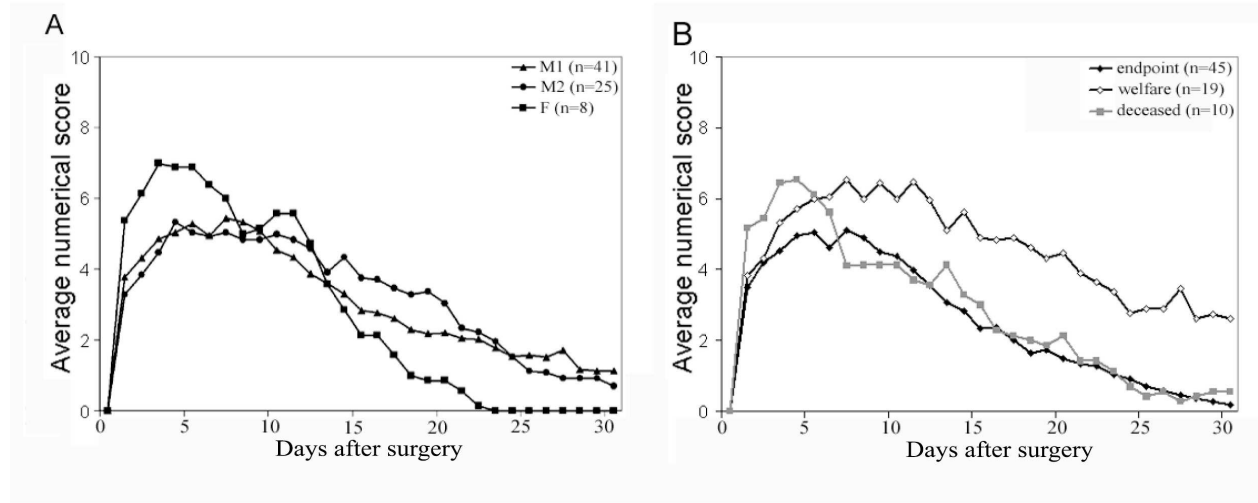 A
Average numerical score
10
8
6
4
2
0
M1 (n=41)
M2 (n=25)
F (n=8)
0 5 10 15 20 25 30
Days after surgery
B
Average numerical score
10
8
6
4
2
0
endpoint (n=45)
welfare (n=19)
deceased (n=10)
0 5 10 15 20 25 30
Days after surgery